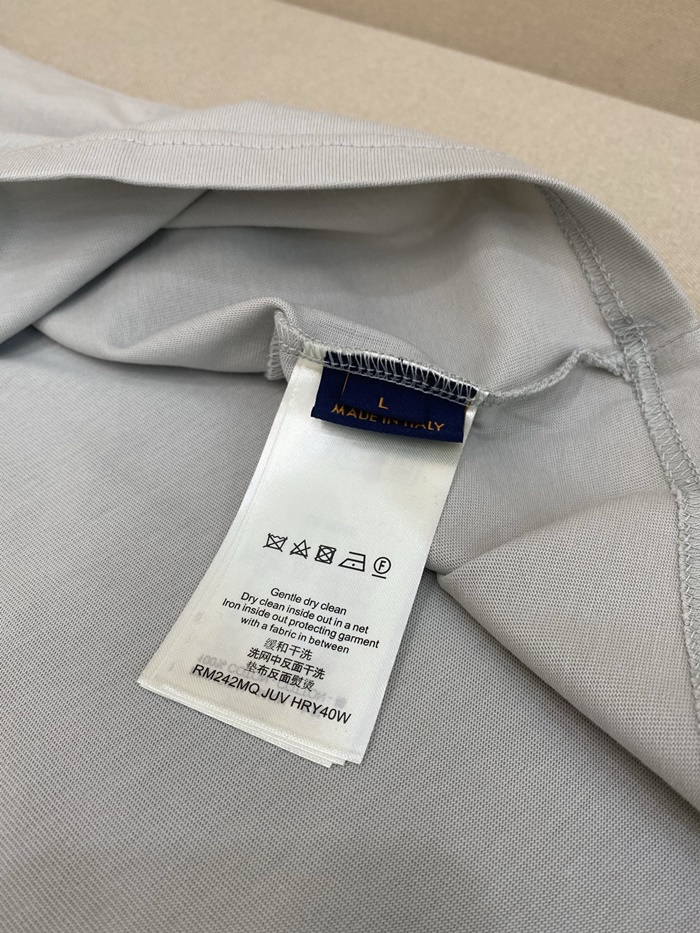 L
MADE IN ITALY
Gentle dry clean
Dry clean inside out in a net
Iron inside out protecting garment
with a fabric in between
缓和干洗
洗网中反面干洗
垫布反面熨烫
RM242MQ JUV HRY40W